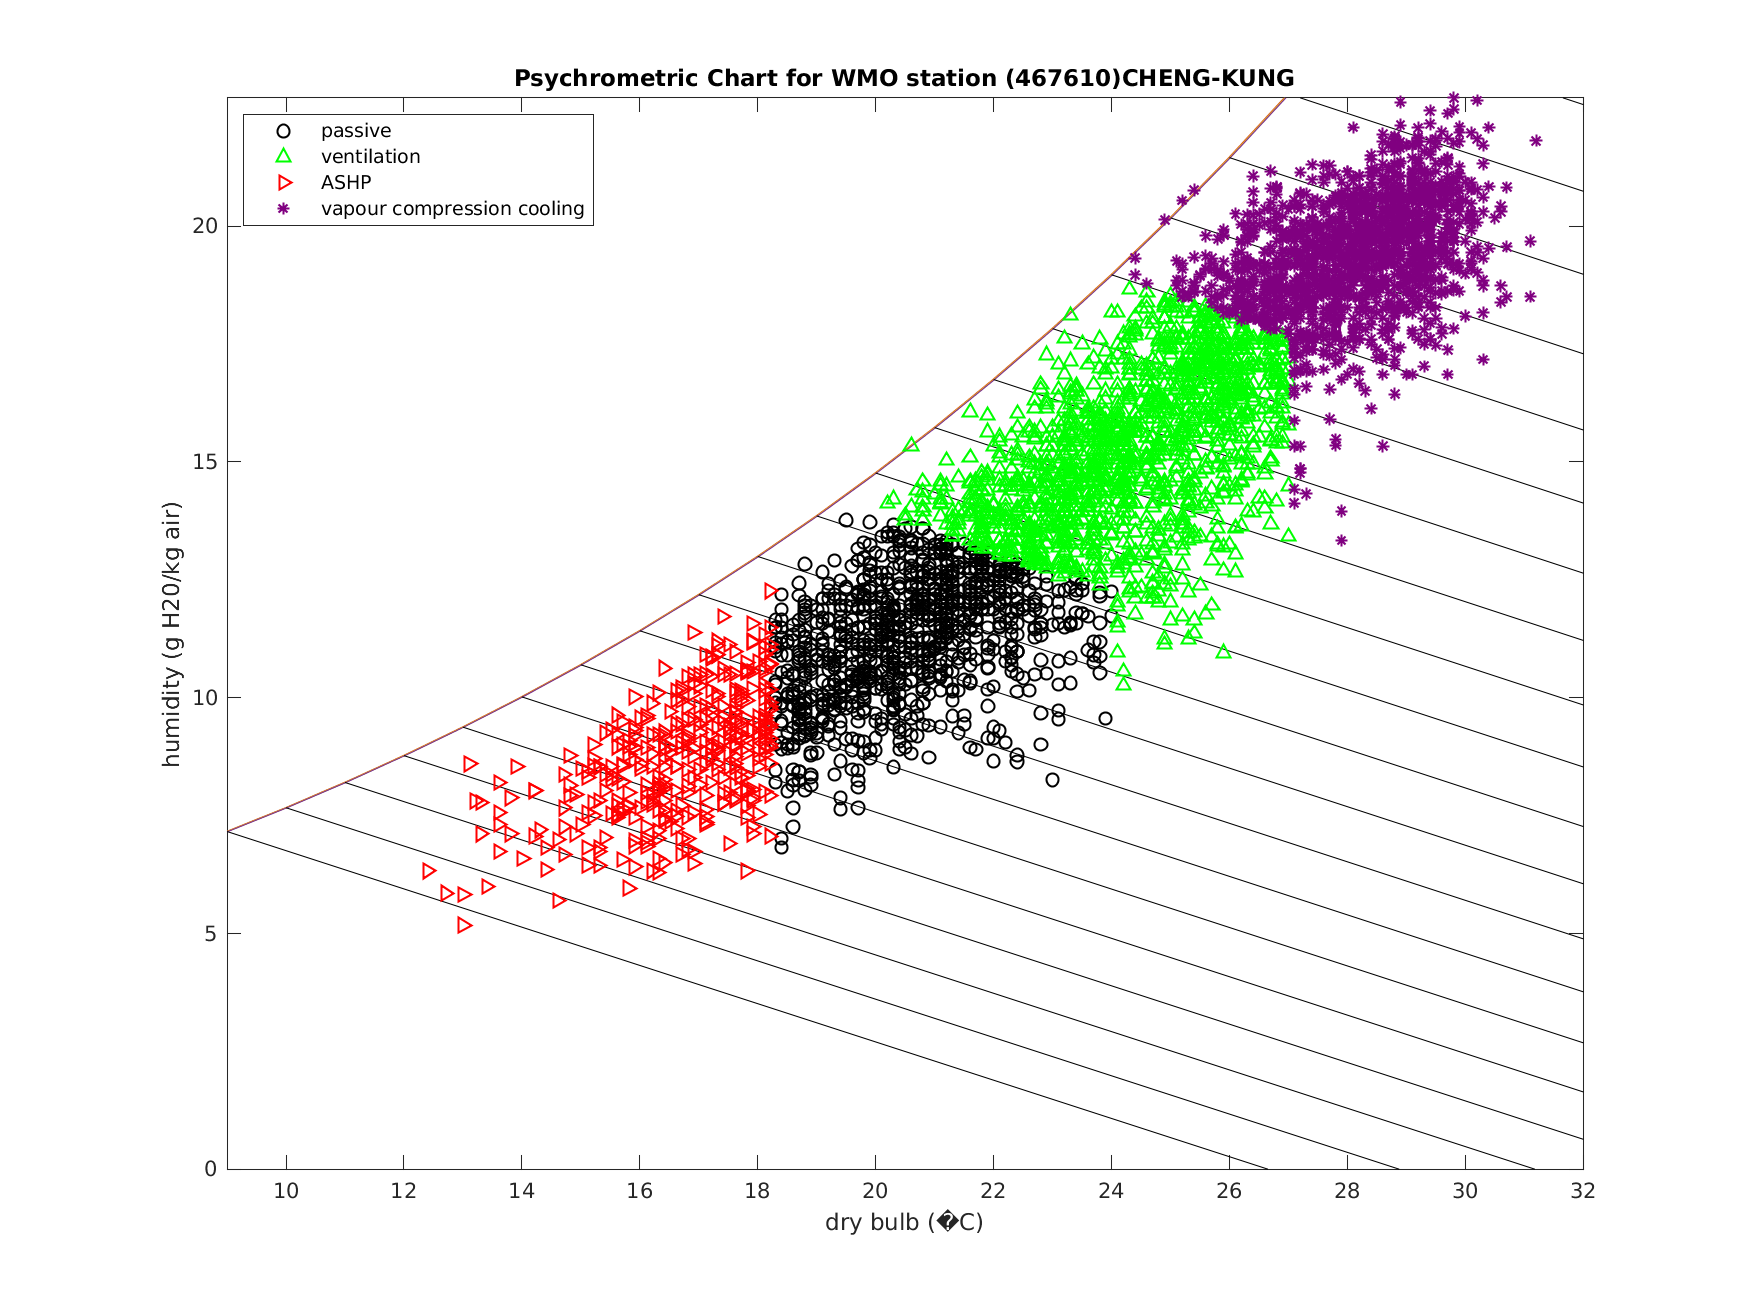 Psychrometric Chart for WMO station (467610)CHENG-KUNG
passive
ventilation
ASHP
vapour compression cooling
humidity (g H20/kg air)
20
15
10
5
0
10 12 14 16 18 20 22 24 26 28 30 32
dry bulb (�C)